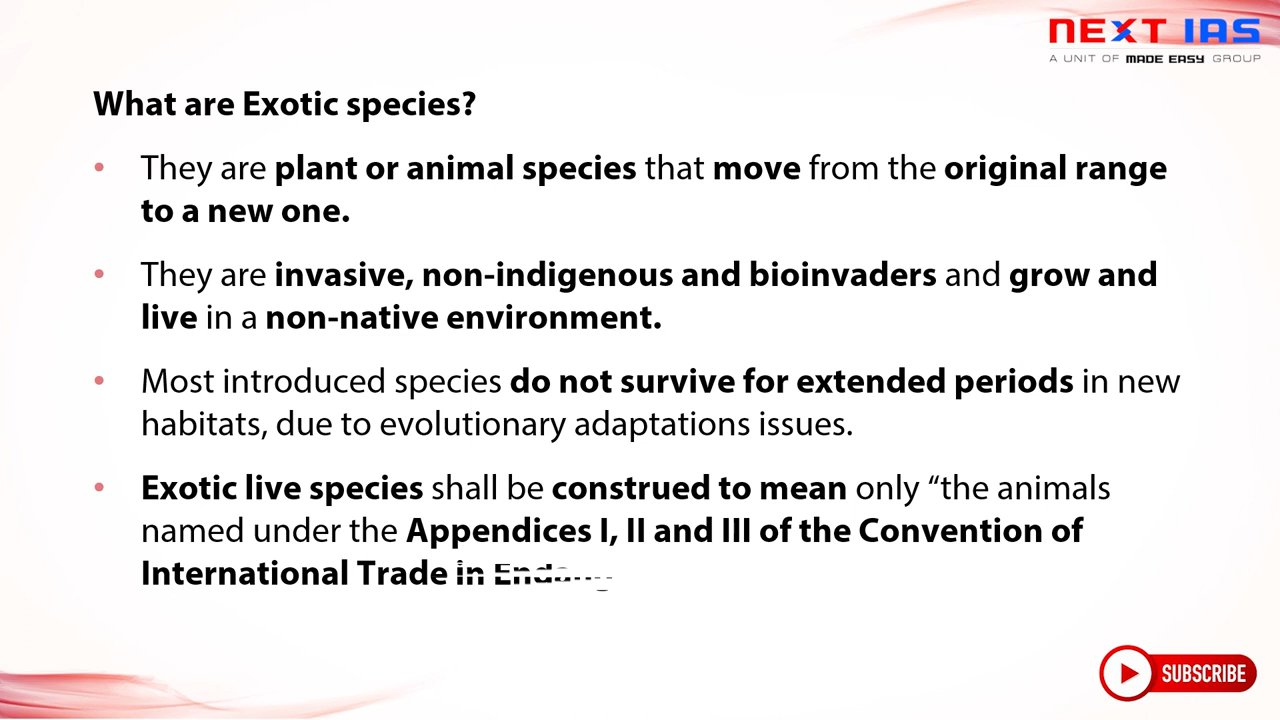 NEXT IAS
A UNIT OF MADE EASY GROUP
What are Exotic species?
• They are plant or animal species that move from the original range
to a new one.
• They are invasive, non-indigenous and bioinvaders and grow and
live in a non-native environment.
• Most introduced species do not survive for extended periods in new
habitats, due to evolutionary adaptations issues.
• Exotic live species shall be construed to mean only “the animals
named under the Appendices I, II and III of the Convention of
International Trade in
SUBSCRIBE